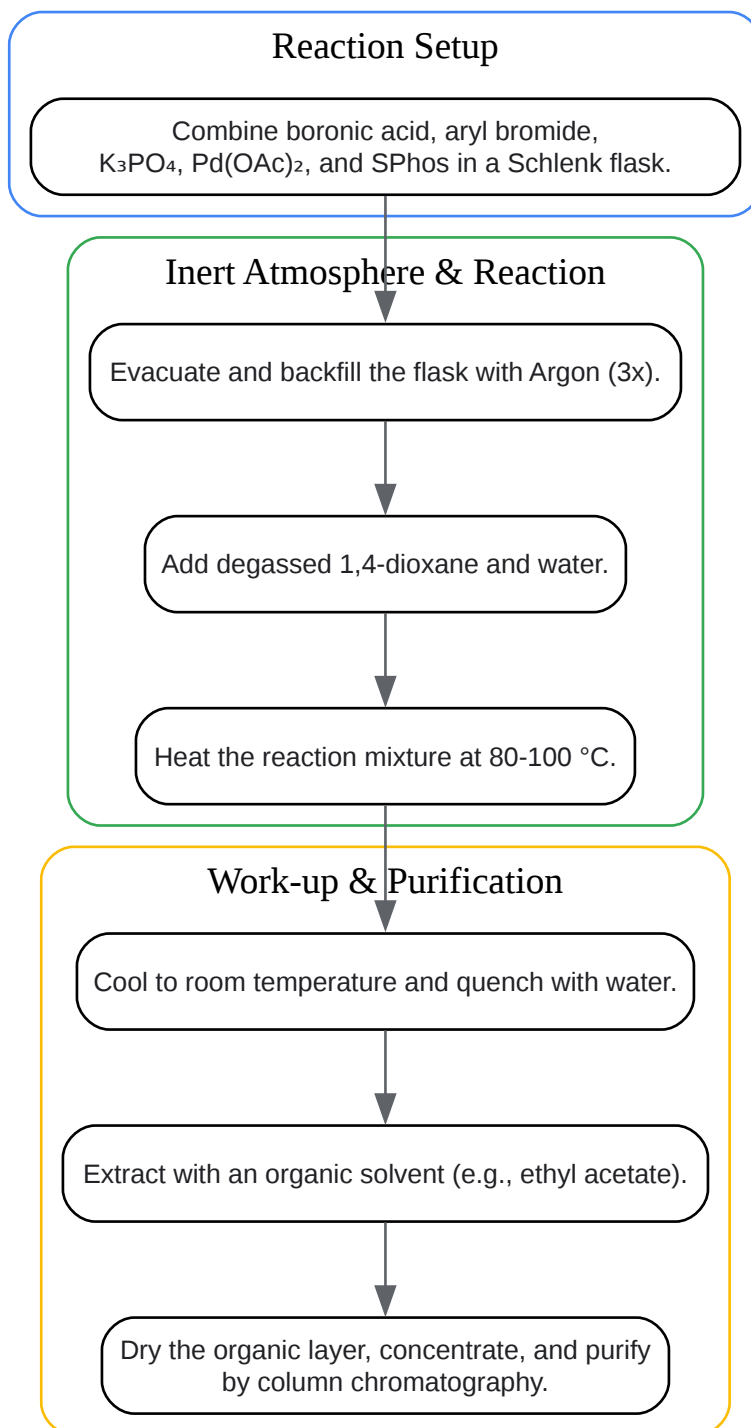 Reaction Setup
Combine boronic acid, aryl bromide,
K₃PO₄, Pd(OAc)₂, and SPhos in a Schlenk flask.
Inert Atmosphere & Reaction
Evacuate and backfill the flask with Argon (3x).
Add degassed 1,4-dioxane and water.
Heat the reaction mixture at 80-100 °C.
Work-up & Purification
Cool to room temperature and quench with water.
Extract with an organic solvent (e.g., ethyl acetate).
Dry the organic layer, concentrate, and purify
by column chromatography.